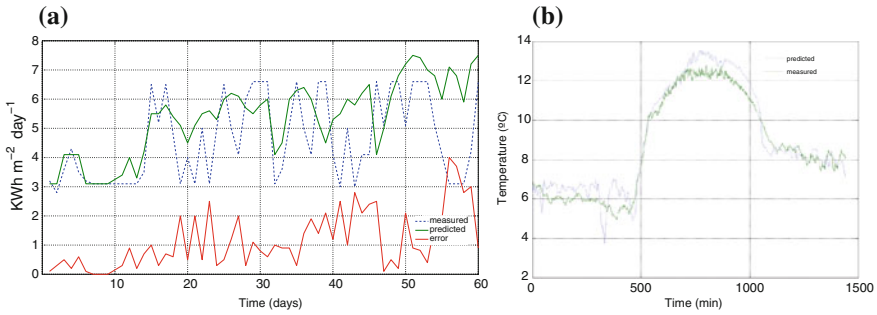 (a)
KWh m⁻² day⁻¹
8
7
6
5
4
3
2
1
0
measured
predicted
error
0 10 20 30 40 50 60
Time (days)
(b)
Temperature (ºC)
14
12
10
8
6
4
2
predicted
measured
0 500 1000 1500
Time (min)